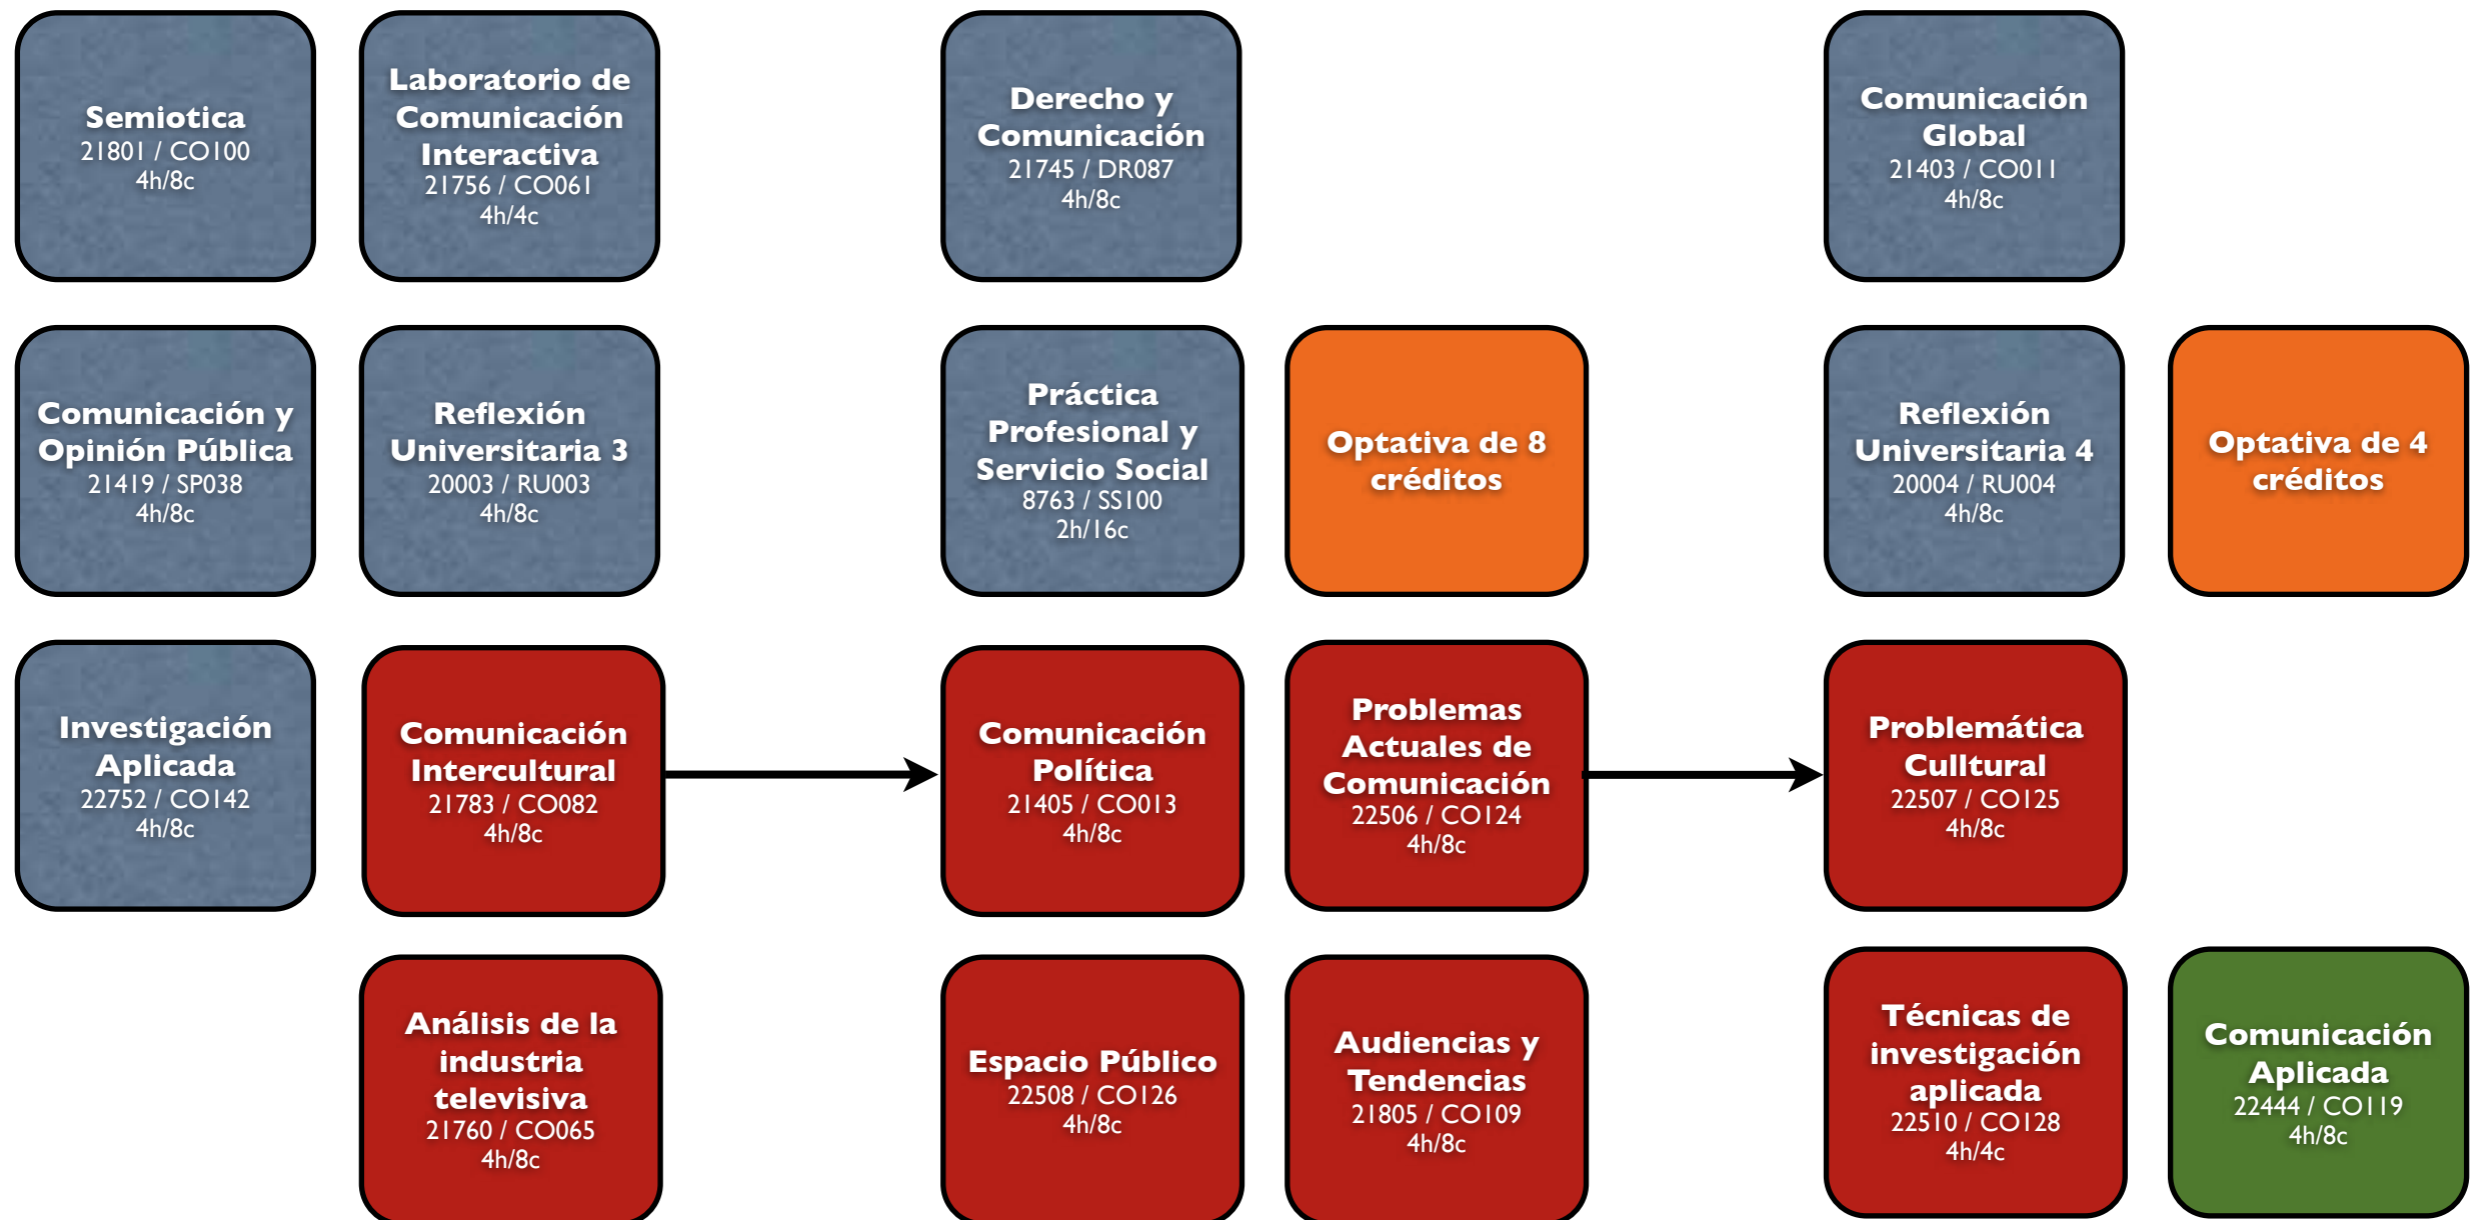 Semiotica
21801 / CO100
4h/8c
Laboratorio de
Comunicación
Interactiva
21756 / CO061
4h/4c
Derecho y
Comunicación
21745 / DR087
4h/8c
Comunicación
Global
21403 / CO011
4h/8c
Comunicación y
Opinión Pública
21419 / SP038
4h/8c
Reflexión
Universitaria 3
20003 / RU003
4h/8c
Práctica
Profesional y
Servicio Social
8763 / SS100
2h/16c
Optativa de 8
créditos
Reflexión
Universitaria 4
20004 / RU004
4h/8c
Optativa de 4
créditos
Investigación
Aplicada
22752 / CO142
4h/8c
Comunicación
Intercultural
21783 / CO082
4h/8c
Comunicación
Política
21405 / CO013
4h/8c
Problemas
Actuales de
Comunicación
22506 / CO124
4h/8c
Problemática
Culltural
22507 / CO125
4h/8c
Análisis de la
industria
televisiva
21760 / CO065
4h/8c
Espacio Público
22508 / CO126
4h/8c
Audiencias y
Tendencias
21805 / CO109
4h/8c
Técnicas de
investigación
aplicada
22510 / CO128
4h/4c
Comunicación
Aplicada
22444 / CO119
4h/8c